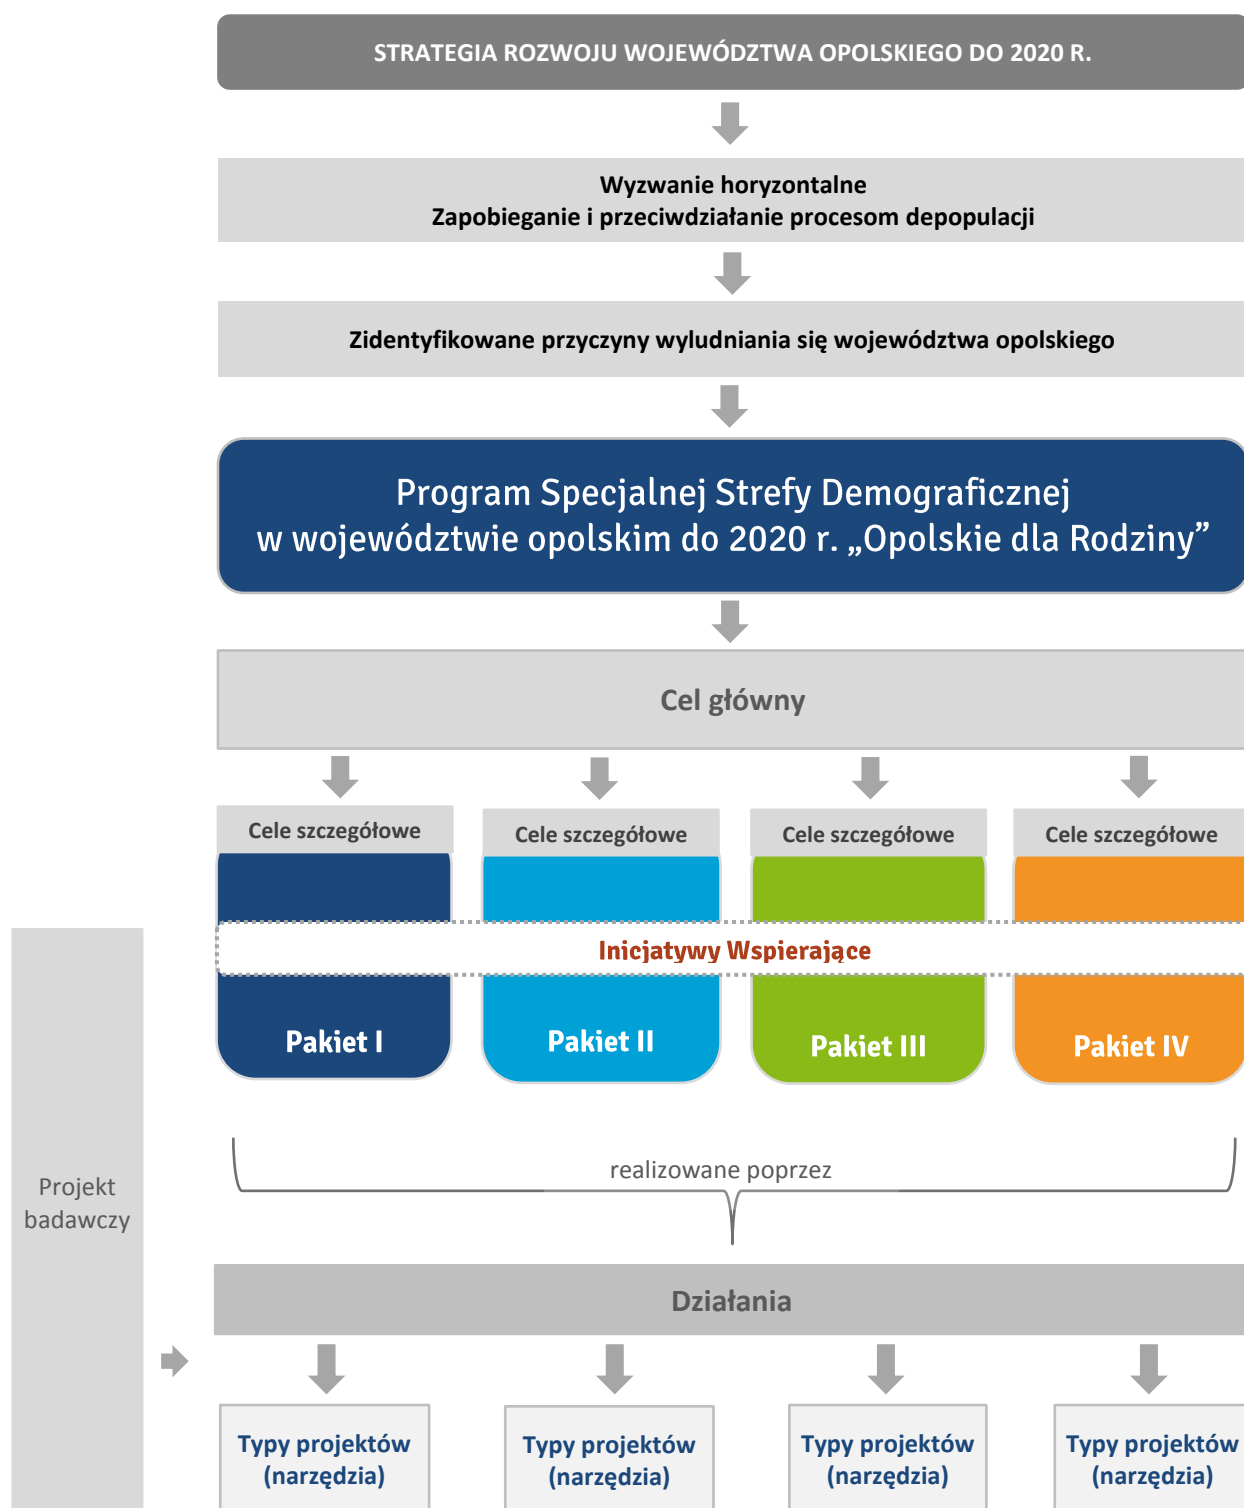 STRATEGIA ROZWOJU WOJEWÓDZTWA OPOLSKIEGO DO 2020 R.
Wyzwanie horyzontalne
Zapobieganie i przeciwdziałanie procesom depopulacji
Zidentyfikowane przyczyny wyludniania się województwa opolskiego
Program Specjalnej Strefy Demograficznej
w województwie opolskim do 2020 r. „Opolskie dla Rodziny”
Cel główny
Cele szczegółowe
Cele szczegółowe
Cele szczegółowe
Cele szczegółowe
Inicjatywy Wspierające
Pakiet I
Pakiet II
Pakiet III
Pakiet IV
realizowane poprzez
Projekt
badawczy
Działania
Typy projektów
(narzędzia)
Typy projektów
(narzędzia)
Typy projektów
(narzędzia)
Typy projektów
(narzędzia)